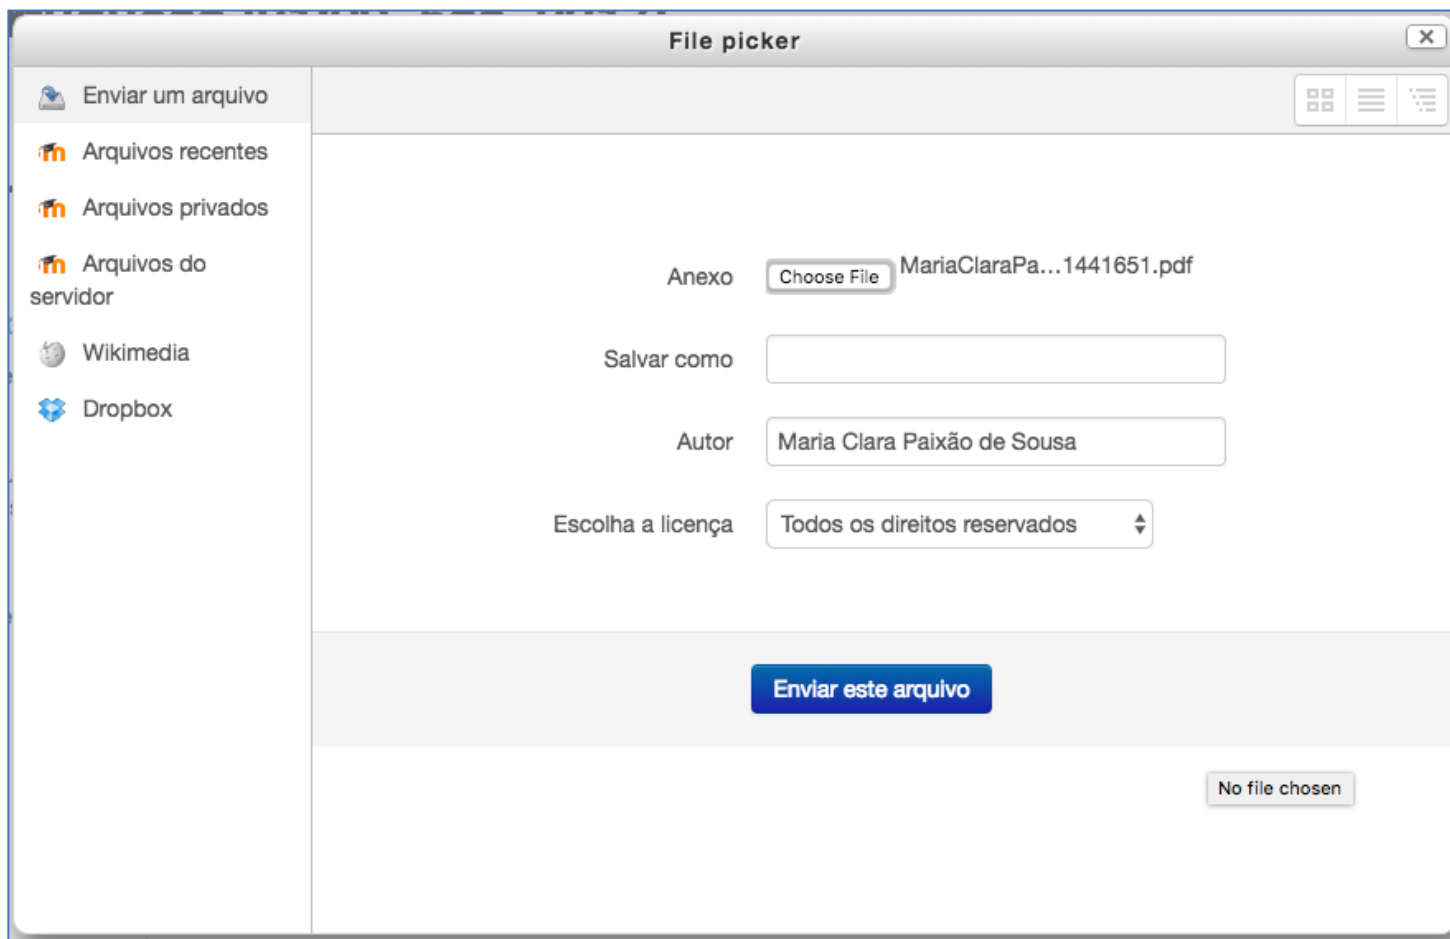 File picker
Enviar um arquivo
Arquivos recentes
Arquivos privados
Arquivos do
servidor
Wikimedia
Dropbox
Anexo Choose File MariaClaraPa...1441651.pdf
Salvar como
Autor Maria Clara Paixão de Sousa
Escolha a licença Todos os direitos reservados
Enviar este arquivo
No file chosen